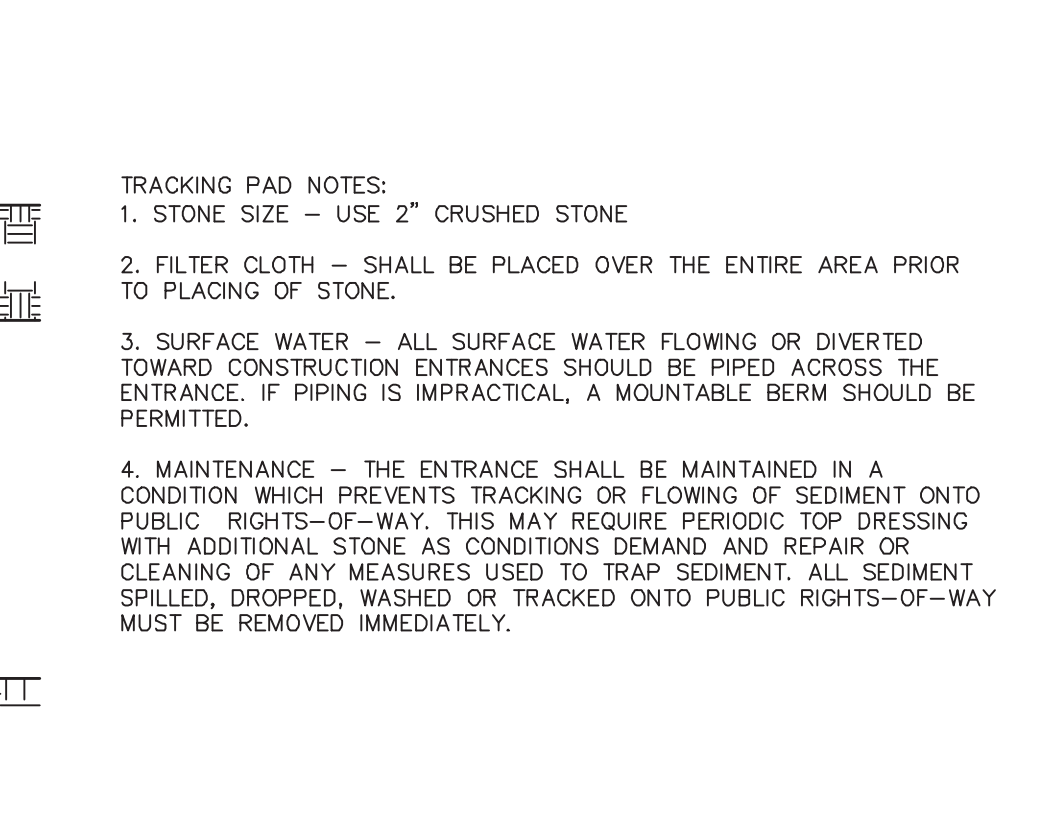 TRACKING PAD NOTES:
1. STONE SIZE – USE 2” CRUSHED STONE
2. FILTER CLOTH – SHALL BE PLACED OVER THE ENTIRE AREA PRIOR
TO PLACING OF STONE.
3. SURFACE WATER – ALL SURFACE WATER FLOWING OR DIVERTED
TOWARD CONSTRUCTION ENTRANCES SHOULD BE PIPED ACROSS THE
ENTRANCE. IF PIPING IS IMPRACTICAL, A MOUNTABLE BERM SHOULD BE
PERMITTED.
4. MAINTENANCE – THE ENTRANCE SHALL BE MAINTAINED IN A
CONDITION WHICH PREVENTS TRACKING OR FLOWING OF SEDIMENT ONTO
PUBLIC RIGHTS–OF–WAY. THIS MAY REQUIRE PERIODIC TOP DRESSING
WITH ADDITIONAL STONE AS CONDITIONS DEMAND AND REPAIR OR
CLEANING OF ANY MEASURES USED TO TRAP SEDIMENT. ALL SEDIMENT
SPILLED, DROPPED, WASHED OR TRACKED ONTO PUBLIC RIGHTS–OF–WAY
MUST BE REMOVED IMMEDIATELY.